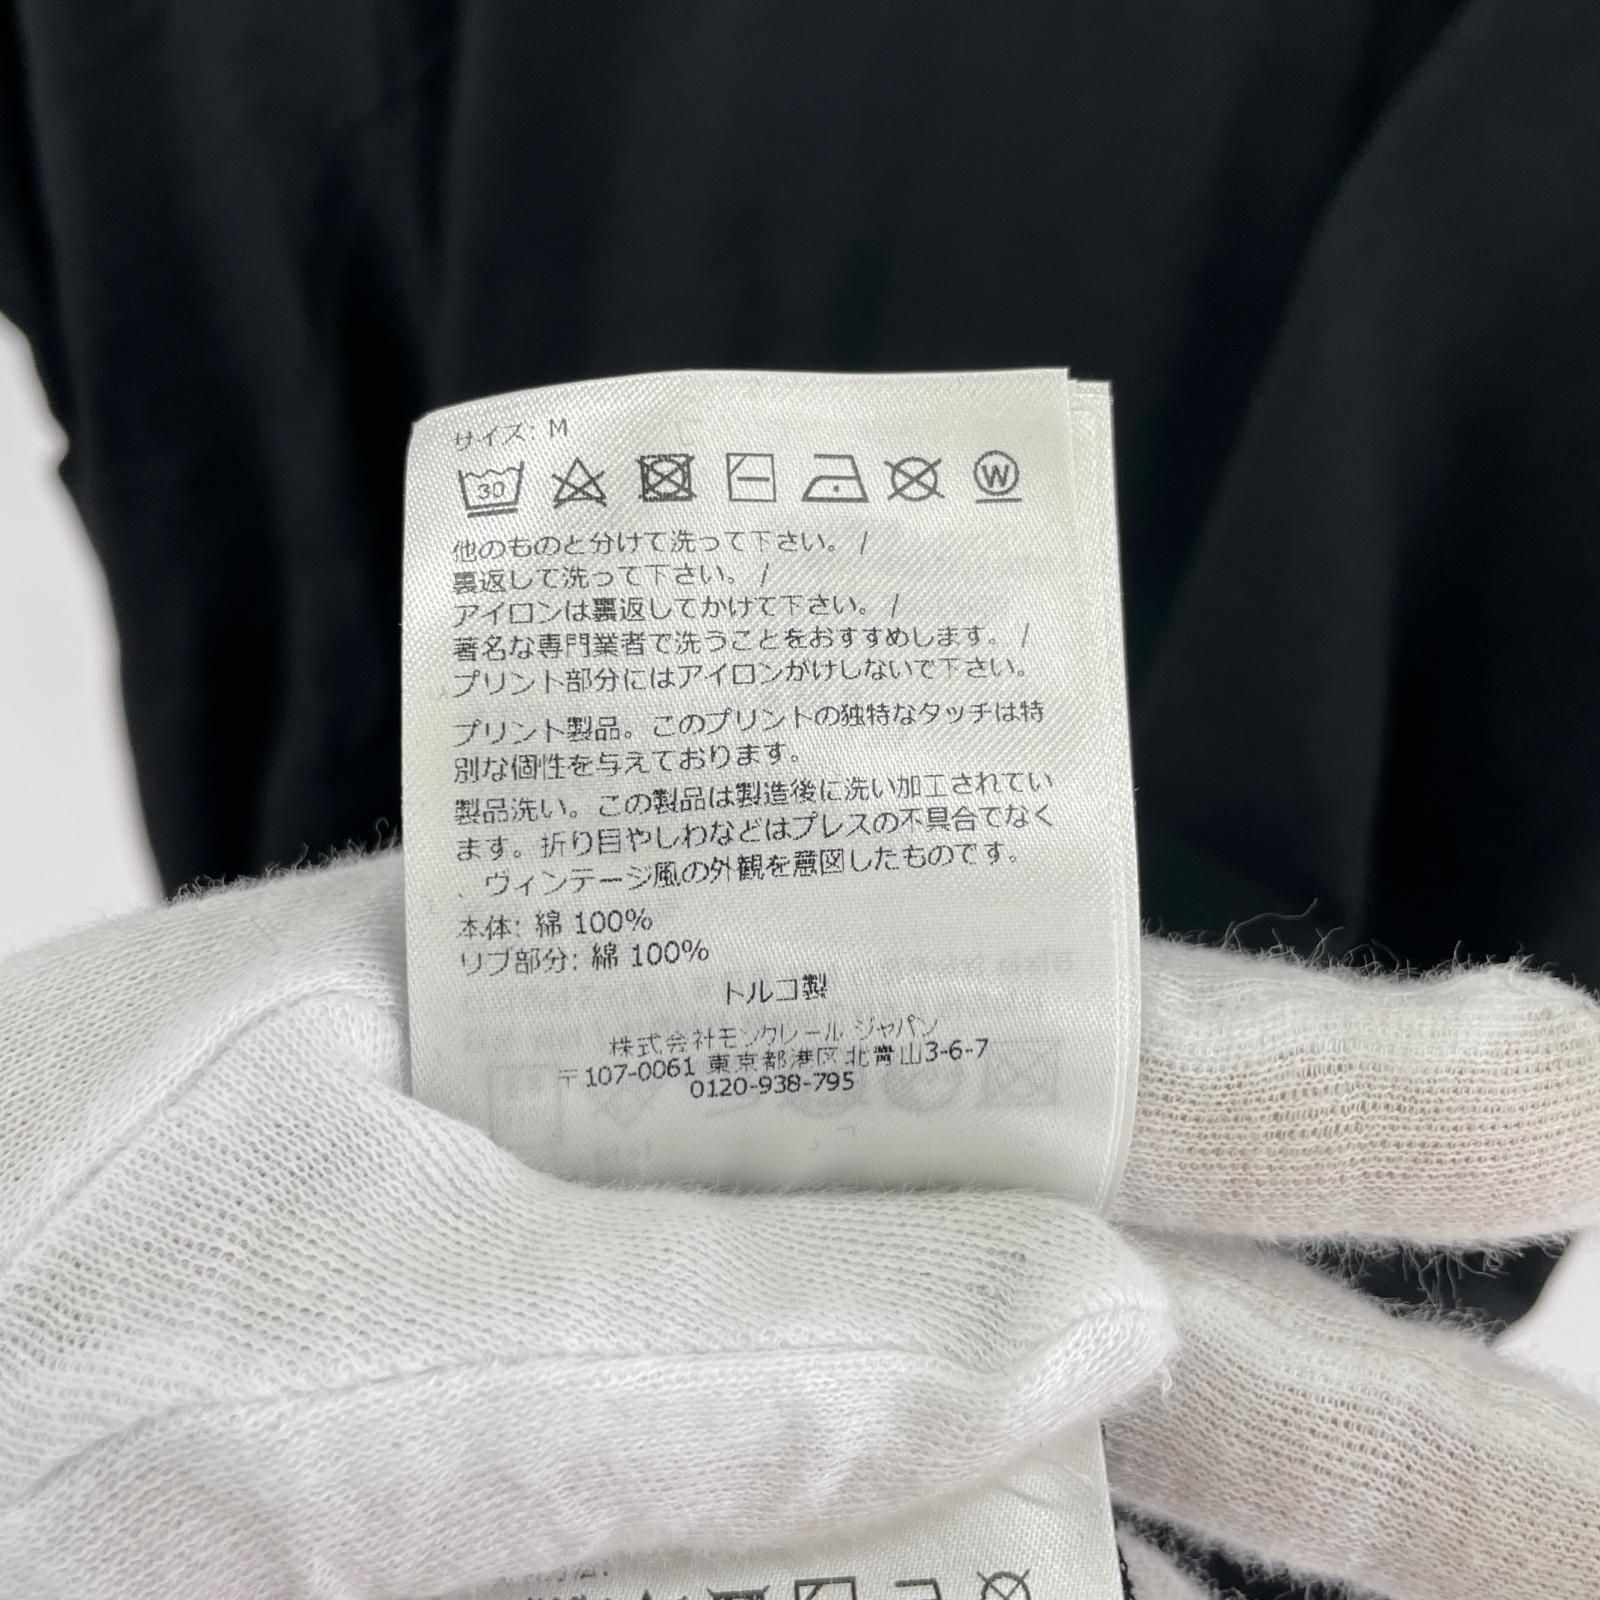 サイズ: M
30
W
他のものと分けて洗って下さい。 /
裏返して洗って下さい。 /
アイロンは裏返してかけて下さい。 /
著名な専門業者で洗うことをおすすめします。 /
プリント部分にはアイロンがけしないで下さい。
プリント製品。このプリントの独特なタッチは特
別な個性を与えております。
製品洗い。この製品は製造後に洗い加工されてい
ます。折り目やしわなどはプレスの不具合でなく
、ヴィンテージ風の外観を意図したものです。
本体: 綿 100%
リブ部分: 綿 100%
トルコ製
株式会社モンクレール ジャパン
〒107-0061 東京都港区北青山3-6-7
0120-938-795